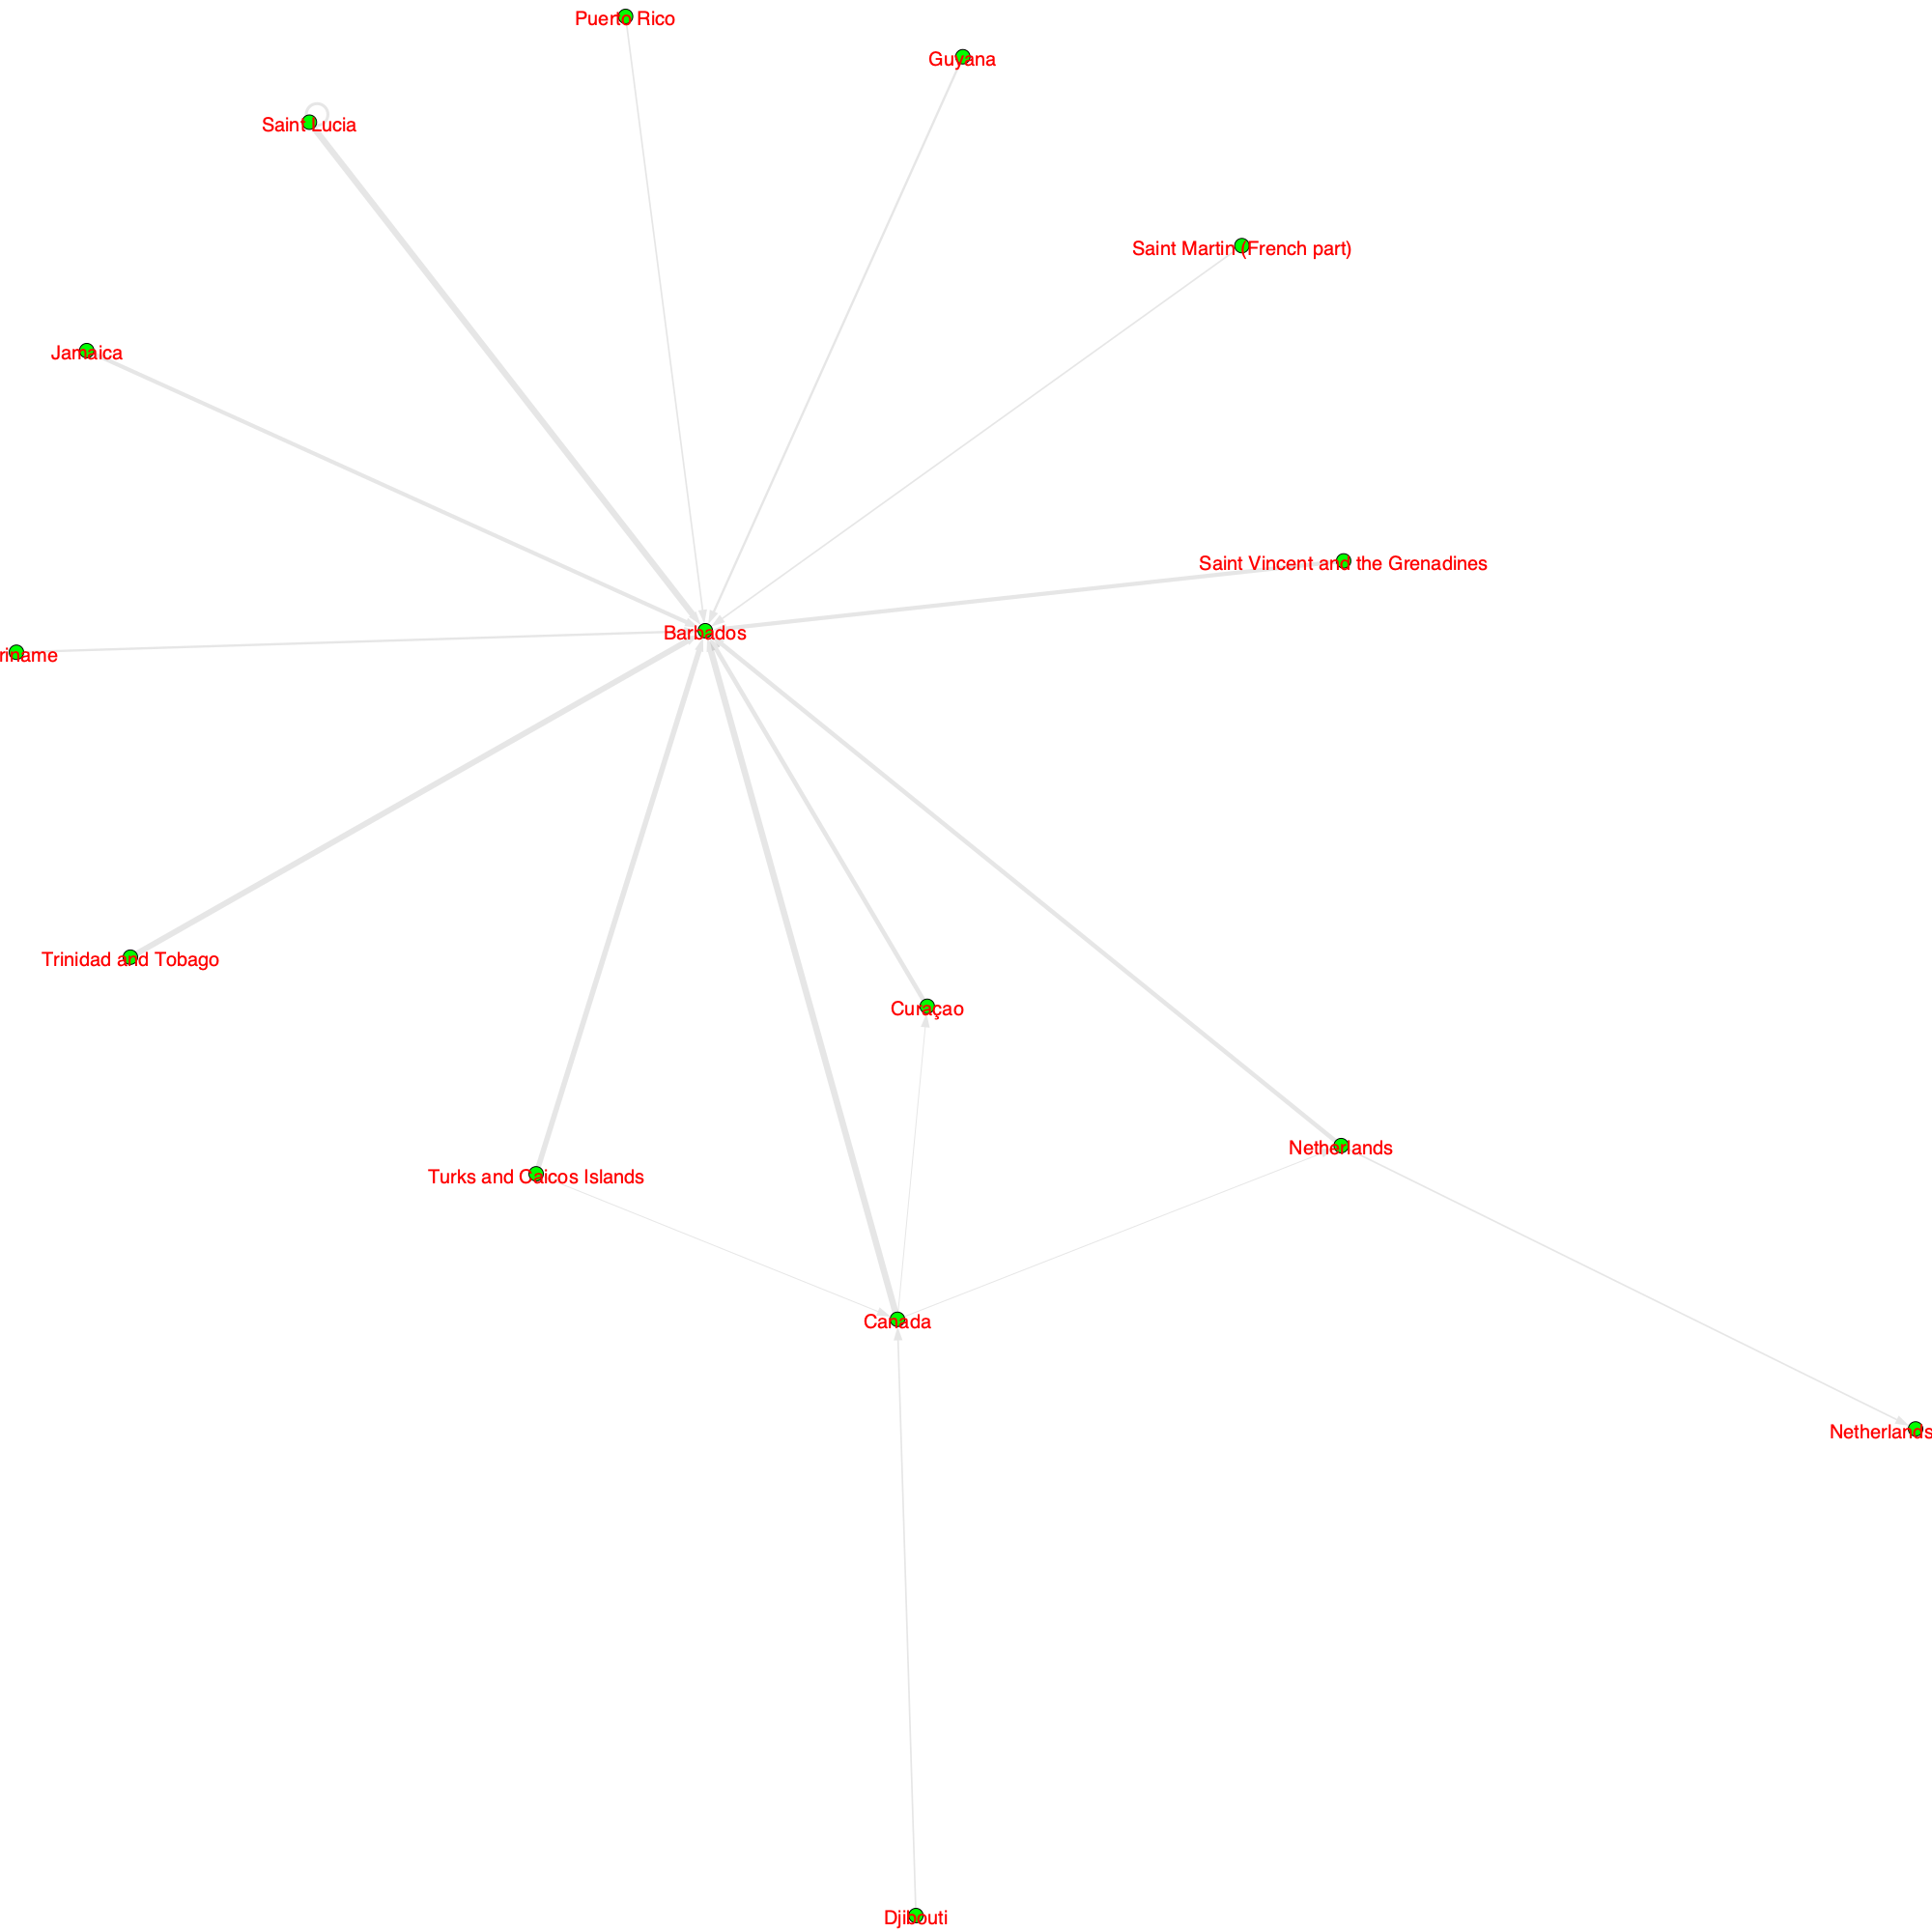 Puerto Rico
Guyana
Saint Lucia
Saint Martin (French part)
Jamaica
Saint Vincent and the Grenadines
Barbados
riname
Trinidad and Tobago
Curaçao
Netherlands
Turks and Caicos Islands
Canada
Netherlands
Djibouti